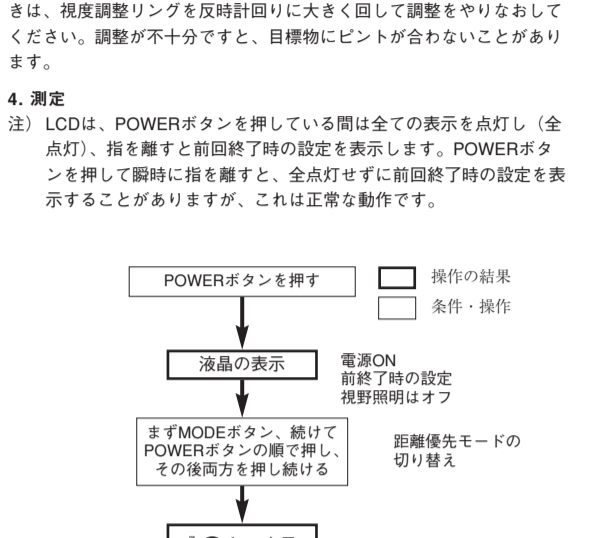 きは、視度調整リングを反時計回りに大きく回して調整をやりなおして
ください。調整が不十分ですと、目標物にピントが合わないことがあり
ます。
4. 測定
注） LCDは、POWERボタンを押している間は全ての表示を点灯し（全
点灯）、指を離すと前回終了時の設定を表示します。POWERボタ
ンを押して瞬時に指を離すと、全点灯せずに前回終了時の設定を表
示することがありますが、これは正常な動作です。
POWERボタンを押す
操作の結果
条件・操作
液晶の表示
電源ON
前終了時の設定
視野照明はオフ
まずMODEボタン、続けて
POWERボタンの順で押し、
その後両方を押し続ける
距離優先モードの
切り替え